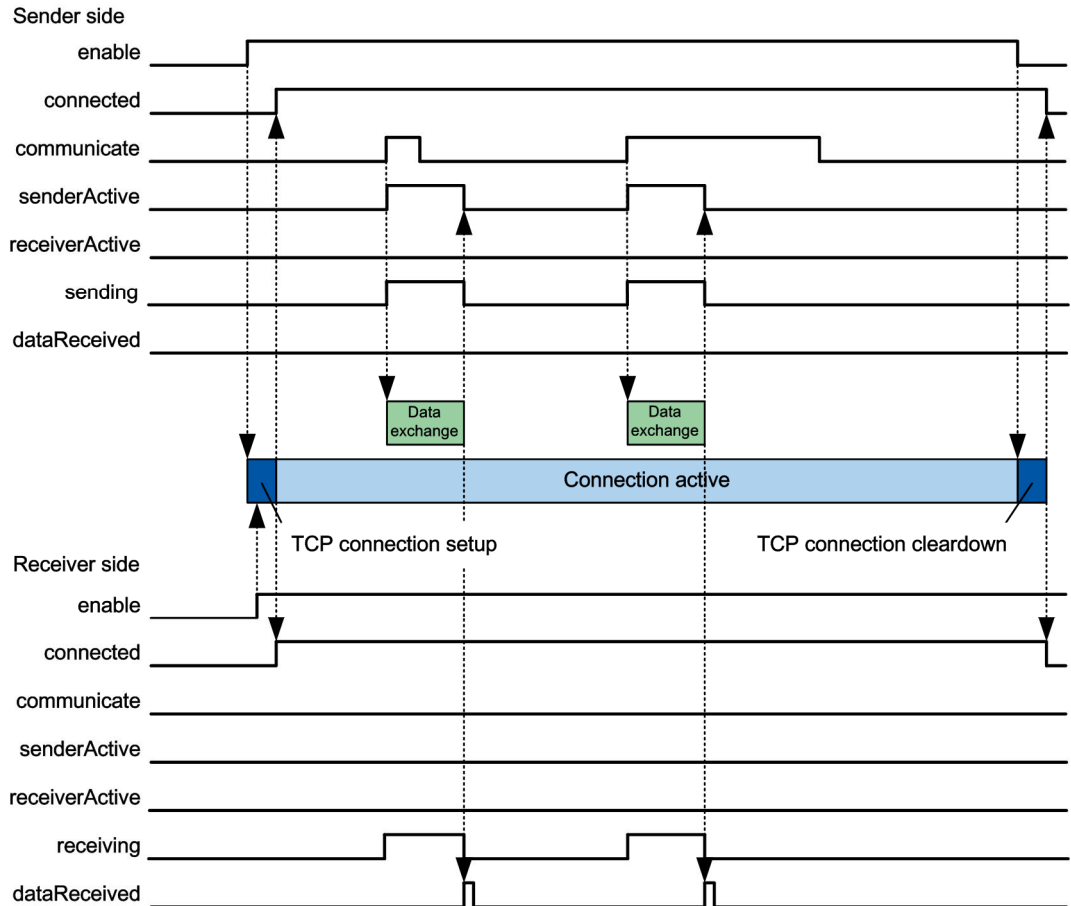 Sender side
enable
connected
communicate
senderActive
receiverActive
sending
dataReceived
Data
exchange
Data
exchange
Connection active
TCP connection setup
TCP connection cleardown
Receiver side
enable
connected
communicate
senderActive
receiverActive
receiving
dataReceived